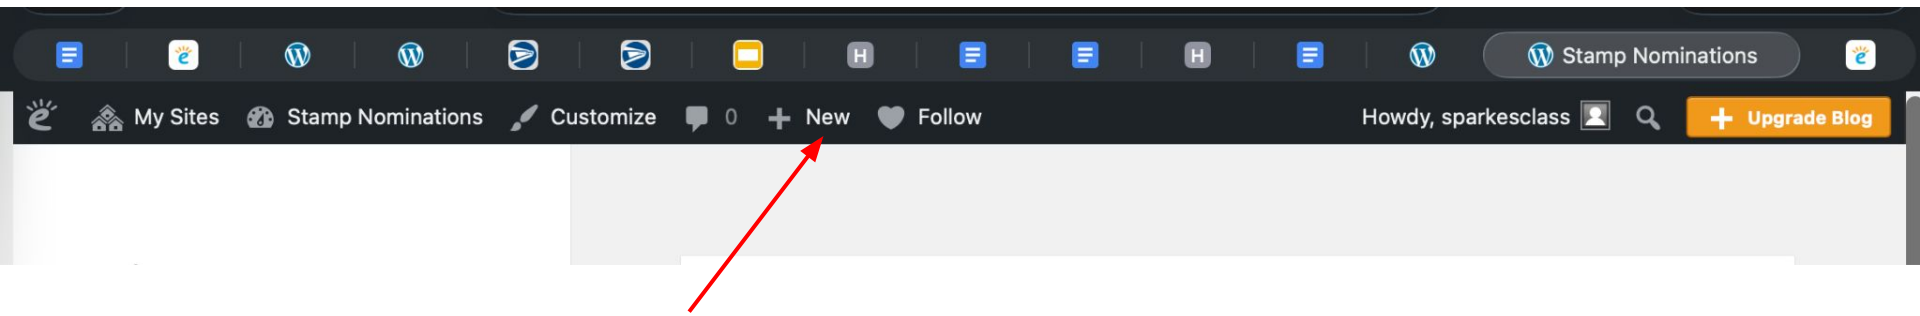 H H Stamp Nominations
My Sites Stamp Nominations Customize 0 + New Follow Howdy, sparkesclass + Upgrade Blog